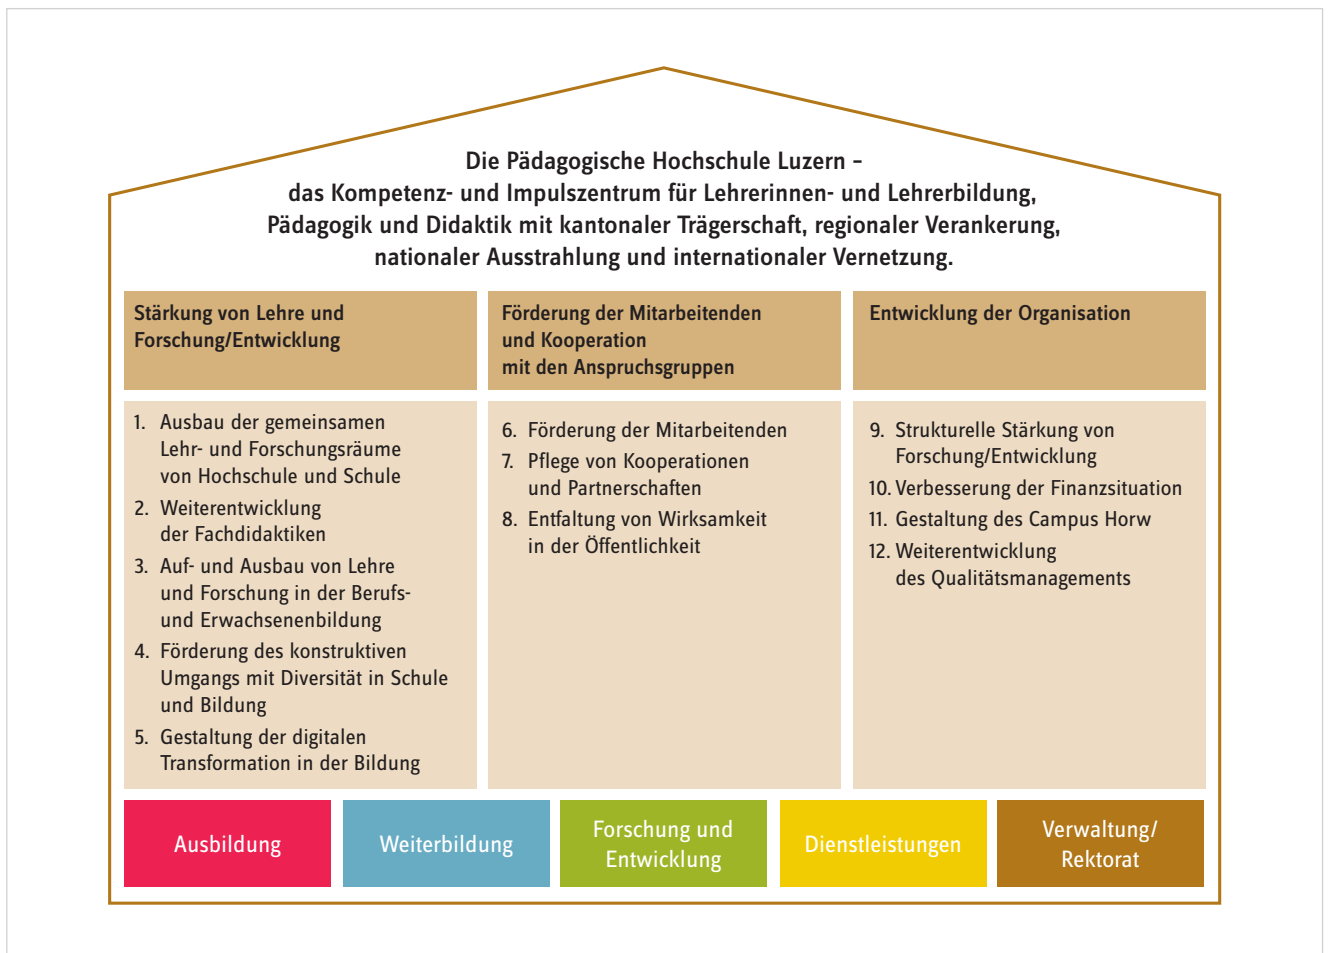 Die Pädagogische Hochschule Luzern –
das Kompetenz- und Impulszentrum für Lehrerinnen- und Lehrerbildung,
Pädagogik und Didaktik mit kantonaler Trägerschaft, regionaler Verankerung,
nationaler Ausstrahlung und internationaler Vernetzung.
Stärkung von Lehre und
Forschung/Entwicklung
1. Ausbau der gemeinsamen
Lehr- und Forschungsräume
von Hochschule und Schule
2. Weiterentwicklung
der Fachdidaktiken
3. Auf- und Ausbau von Lehre
und Forschung in der Berufs-
und Erwachsenenbildung
4. Förderung des konstruktiven
Umgangs mit Diversität in Schule
und Bildung
5. Gestaltung der digitalen
Transformation in der Bildung
Förderung der Mitarbeitenden
und Kooperation
mit den Anspruchsgruppen
6. Förderung der Mitarbeitenden
7. Pflege von Kooperationen
und Partnerschaften
8. Entfaltung von Wirksamkeit
in der Öffentlichkeit
Entwicklung der Organisation
9. Strukturelle Stärkung von
Forschung/Entwicklung
10. Verbesserung der Finanzsituation
11. Gestaltung des Campus Horw
12. Weiterentwicklung
des Qualitätsmanagements
Ausbildung
Weiterbildung
Forschung und
Entwicklung
Dienstleistungen
Verwaltung/
Rektorat